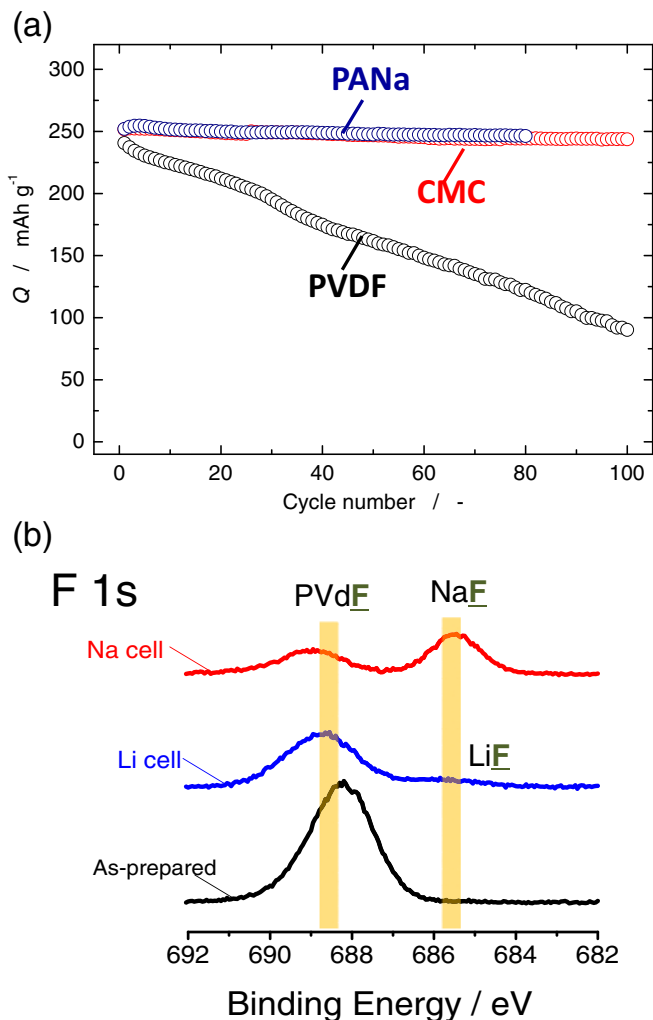 (a)
300
250
200
150
100
50
0
Q / mAh g-1
PANa
CMC
PVDF
0 20 40 60 80 100
Cycle number / -
(b)
F 1s
PVdF
NaF
Na cell
Li cell
LiF
As-prepared
692 690 688 686 684 682
Binding Energy / eV